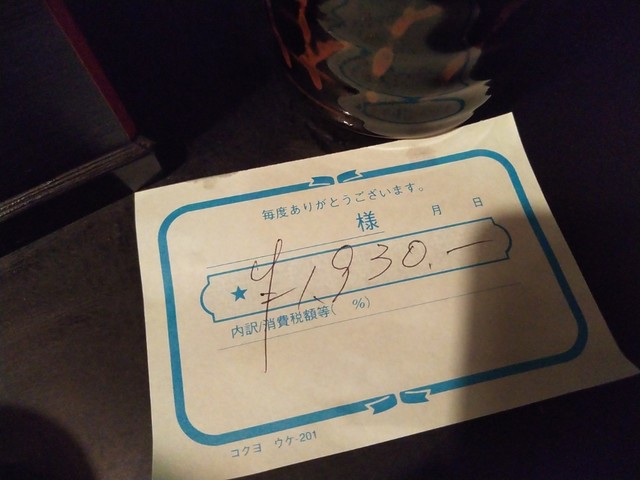 毎度ありがとうございます。
様 月 日
★ ¥1,930.—
内訳/消費税額等( %)
コクヨ ウケ-201